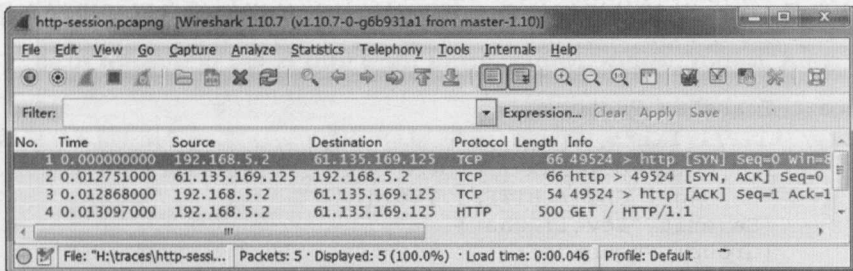 http-session.pcapng [Wireshark 1.10.7 (v1.10.7-0-g6b931a1 from master-1.10)]
File Edit View Go Capture Analyze Statistics Telephony Tools Internals Help
Filter: Expression... Clear Apply Save
No. Time Source Destination Protocol Length Info
1 0.000000000 192.168.5.2 61.135.169.125 TCP 66 49524 > http [SYN] Seq=0 Win=8
2 0.012751000 61.135.169.125 192.168.5.2 TCP 66 http > 49524 [SYN, ACK] Seq=0
3 0.012868000 192.168.5.2 61.135.169.125 TCP 54 49524 > http [ACK] Seq=1 Ack=1
4 0.013097000 192.168.5.2 61.135.169.125 HTTP 500 GET / HTTP/1.1
File: "H:\traces\http-sessi... Packets: 5 · Displayed: 5 (100.0%) · Load time: 0:00.046 Profile: Default